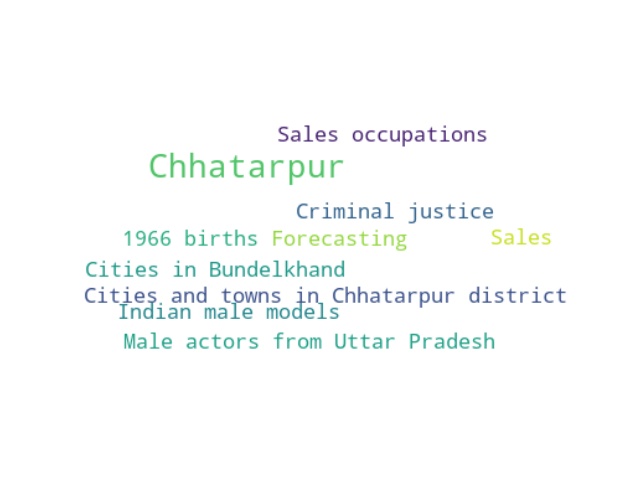 Sales occupations
Chhatarpur
Criminal justice
1966 births Forecasting Sales
Cities in Bundelkhand
Cities and towns in Chhatarpur district
Indian male models
Male actors from Uttar Pradesh